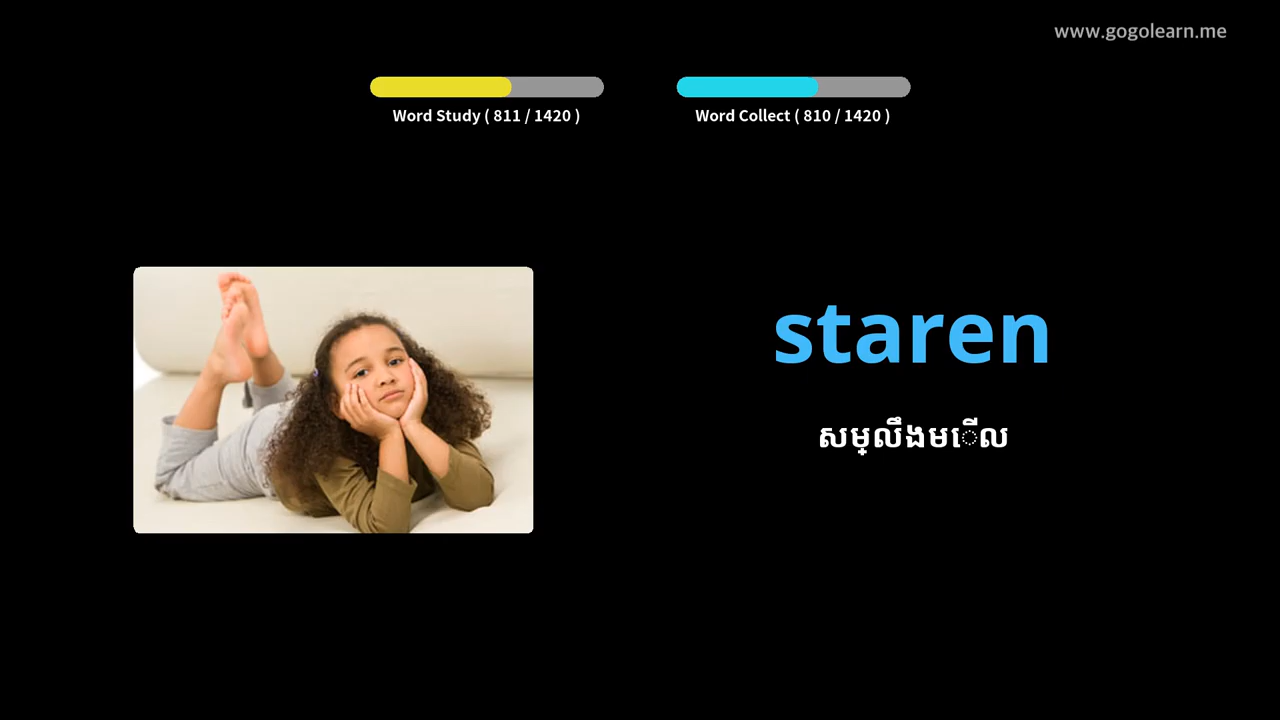 www.gogolearn.me
Word Study ( 811 / 1420 )
Word Collect ( 810 / 1420 )
staren
សម្លឹងមើល